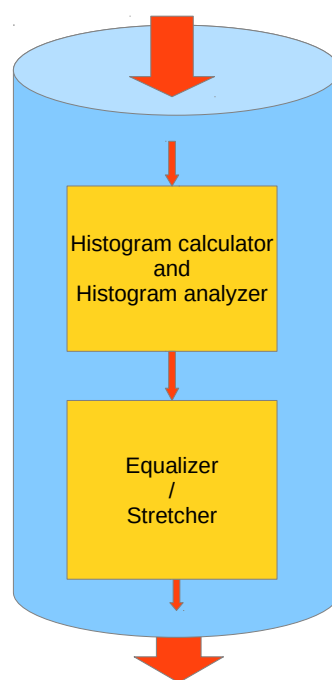 Histogram calculator
and
Histogram analyzer
Equalizer
/
Stretcher